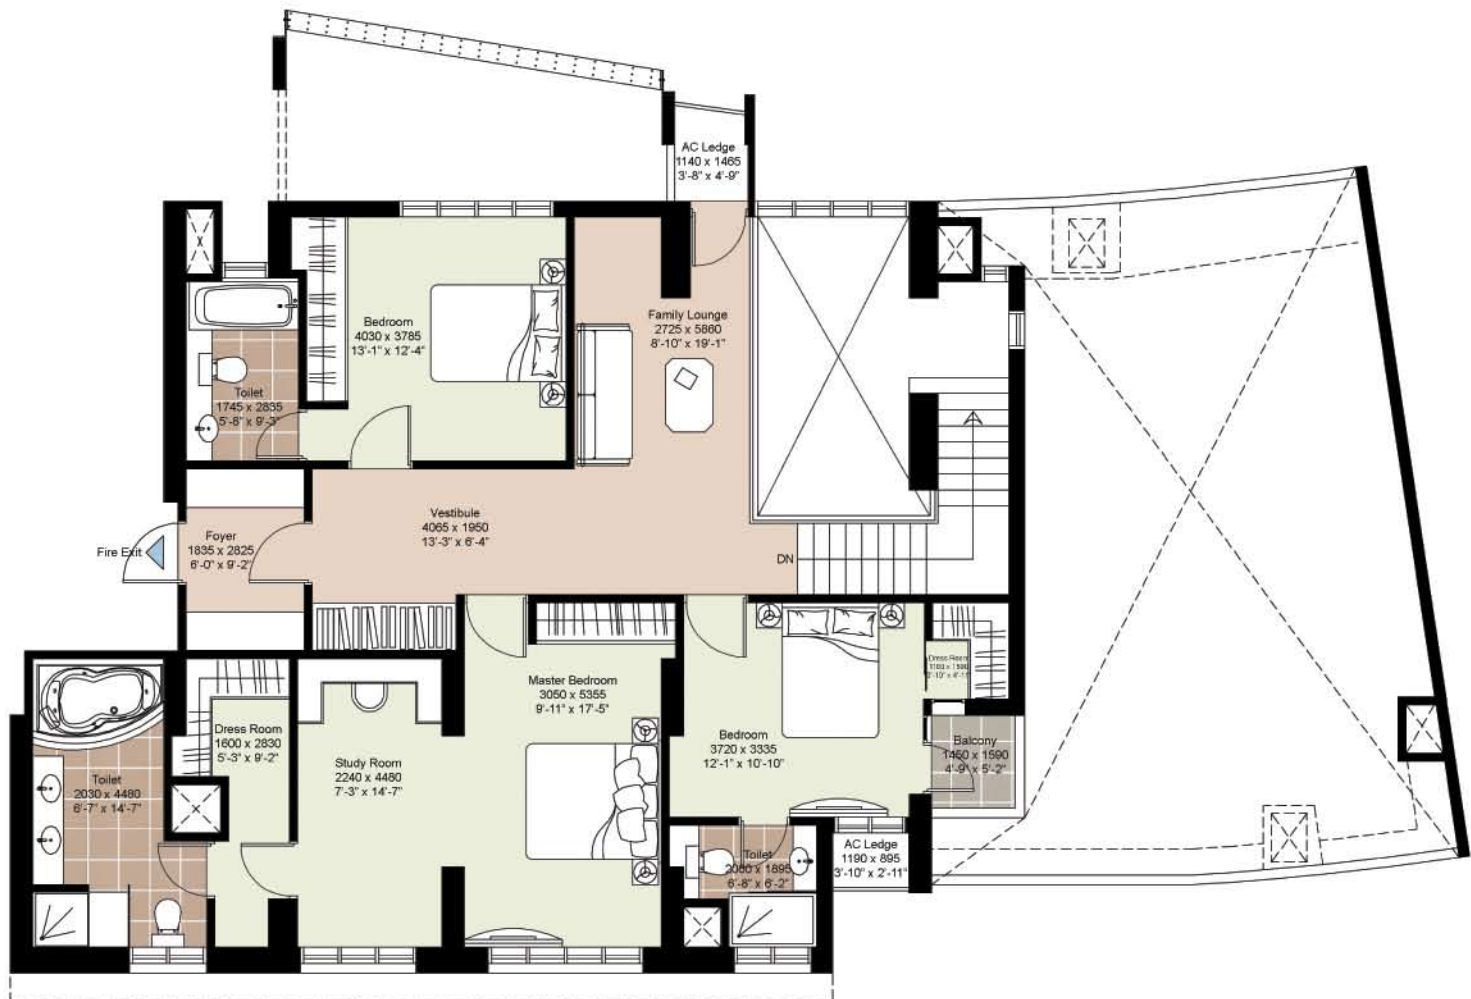 AC Ledge
1140 x 1465
3'-8" x 4'-9"
Bedroom
4030 x 3785
13'-1" x 12'-4"
Family Lounge
2725 x 5860
8'-10" x 19'-1"
Toilet
1745 x 2835
5'-8" x 9'-3"
Vestibule
4065 x 1950
13'-3" x 6'-4"
Foyer
1835 x 2825
6'-0" x 9'-2"
Fire Exit
DN
Master Bedroom
3050 x 5355
9'-11" x 17'-5"
Dress Room
Dress Room
1600 x 2830
5'-3" x 9'-2"
Study Room
2240 x 4480
7'-3" x 14'-7"
Bedroom
3720 x 3335
12'-1" x 10'-10"
Balcony
1450 x 1590
4'-9" x 5'-2"
Toilet
2030 x 4480
6'-7" x 14'-7"
Toilet
1895
6'-8" x 6'-2"
AC Ledge
1190 x 895
3'-10" x 2'-11"